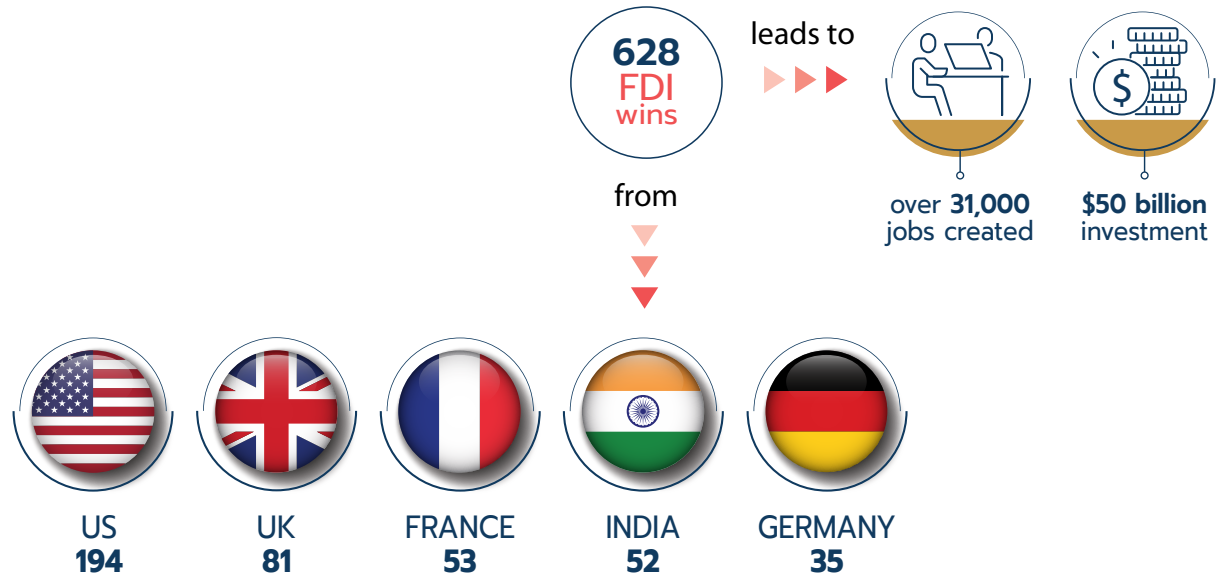 628
FDI
wins
leads to
over 31,000
jobs created
$
$50 billion
investment
from
US
194
UK
81
FRANCE
53
INDIA
52
GERMANY
35